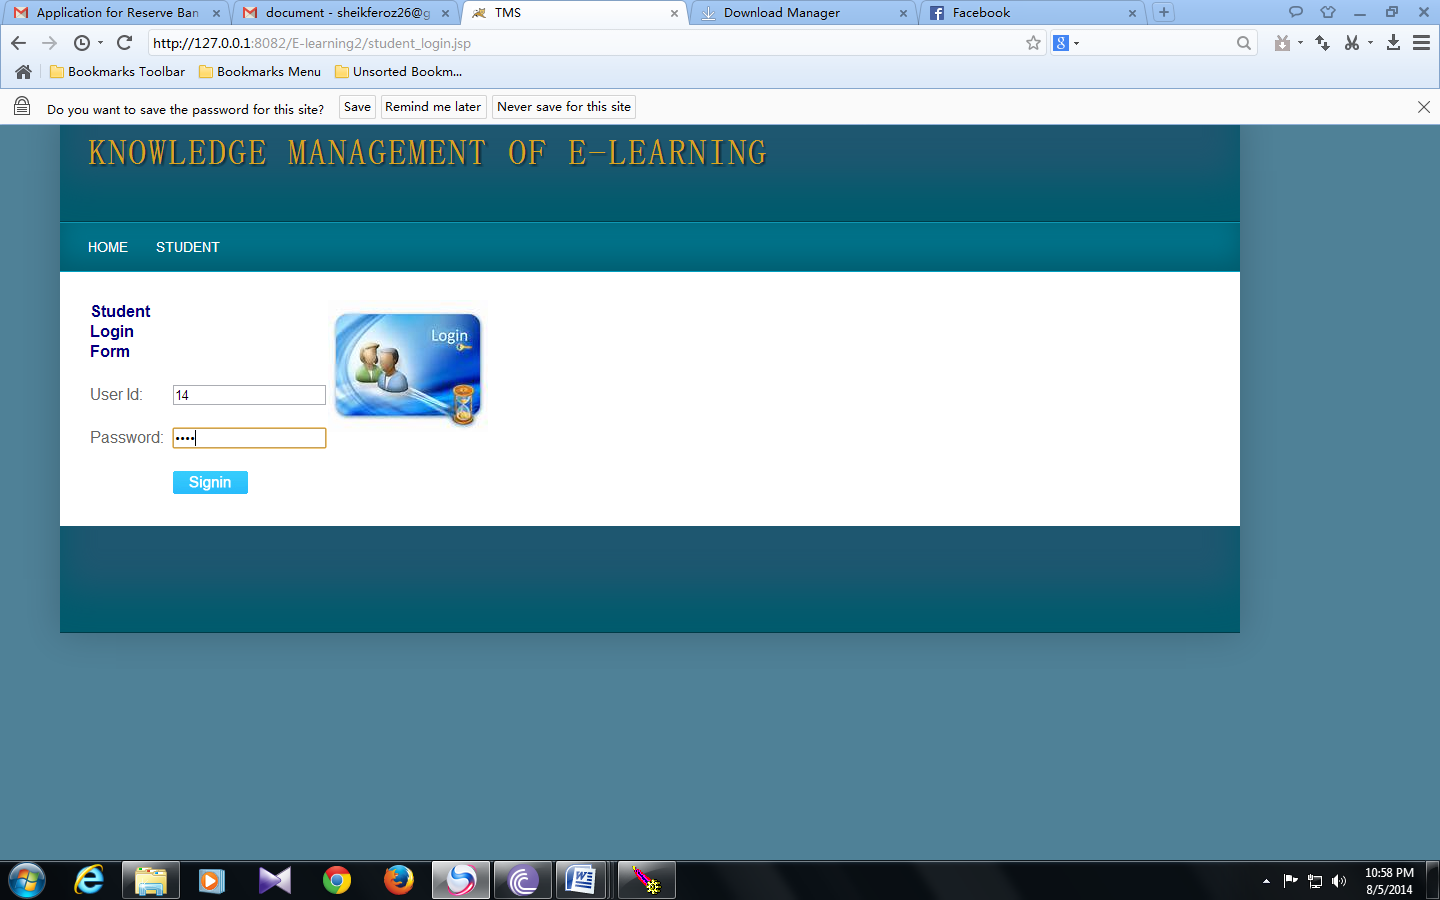 Application for Reserve Ban
document - sheikferoz26@g
TMS
Download Manager
Facebook
http://127.0.0.1:8082/E-learning2/student_login.jsp
Bookmarks Toolbar
Bookmarks Menu
Unsorted Bookm...
Do you want to save the password for this site?
Save
Remind me later
Never save for this site
KNOWLEDGE MANAGEMENT OF E-LEARNING
HOME
STUDENT
Student
Login
Form
Login
User Id:
14
Password:
••••
Signin
10:58 PM
8/5/2014